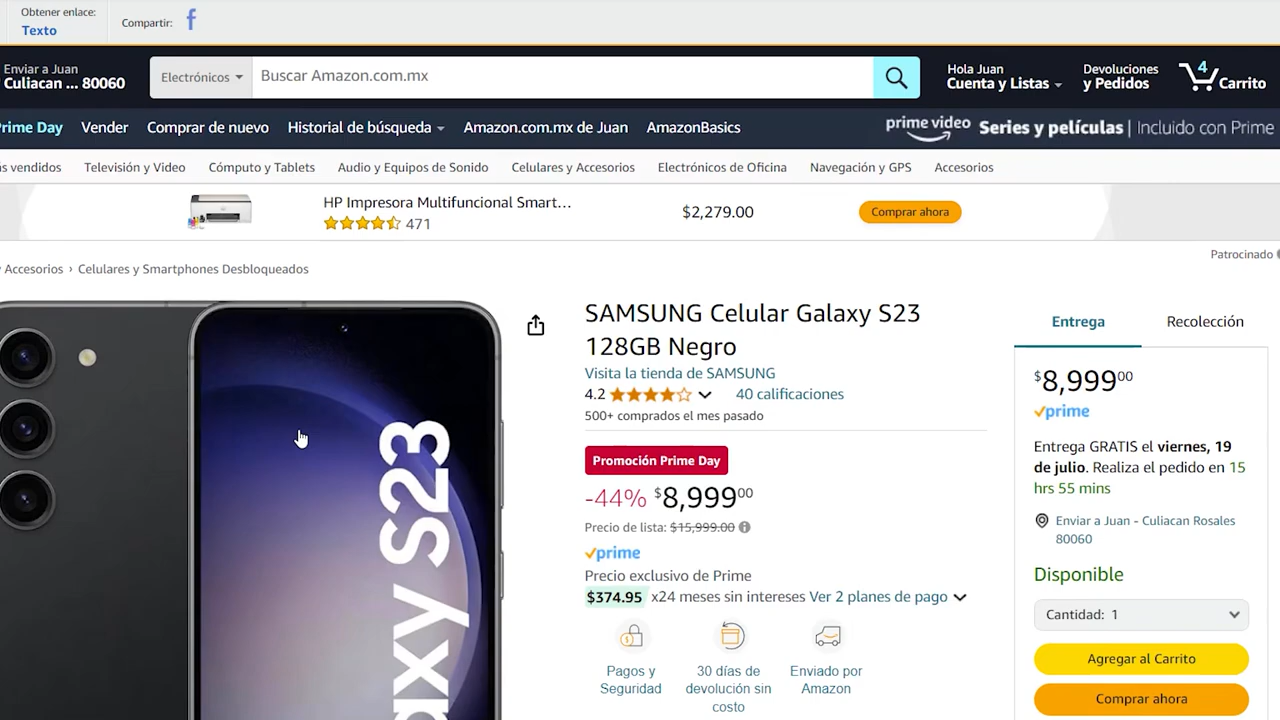 Obtener enlace:
Texto
Compartir:
Enviar a Juan
Culiacan ... 80060
Electrónicos
Buscar Amazon.com.mx
Hola Juan
Cuenta y Listas
Devoluciones
y Pedidos
4
Carrito
rime Day
Vender
Comprar de nuevo
Historial de búsqueda
Amazon.com.mx de Juan
AmazonBasics
prime video
Series y películas | Incluido con Prime
s vendidos
Televisión y Video
Cómputo y Tablets
Audio y Equipos de Sonido
Celulares y Accesorios
Electrónicos de Oficina
Navegación y GPS
Accesorios
HP Impresora Multifuncional Smart...
471
$2,279.00
Comprar ahora
Patrocinado
y Accesorios › Celulares y Smartphones Desbloqueados
SAMSUNG Celular Galaxy S23
128GB Negro
Visita la tienda de SAMSUNG
4.2
40 calificaciones
500+ comprados el mes pasado
Promoción Prime Day
-44% $8,99900
Precio de lista: $15,999.00
prime
Precio exclusivo de Prime
$374.95 x24 meses sin intereses Ver 2 planes de pago
Pagos y
Seguridad
30 días de
devolución sin
costo
Enviado por
Amazon
axy S23
Entrega
Recolección
$8,99900
prime
Entrega GRATIS el viernes, 19
de julio. Realiza el pedido en 15
hrs 55 mins
Enviar a Juan - Culiacan Rosales
80060
Disponible
Cantidad: 1
Agregar al Carrito
Comprar ahora